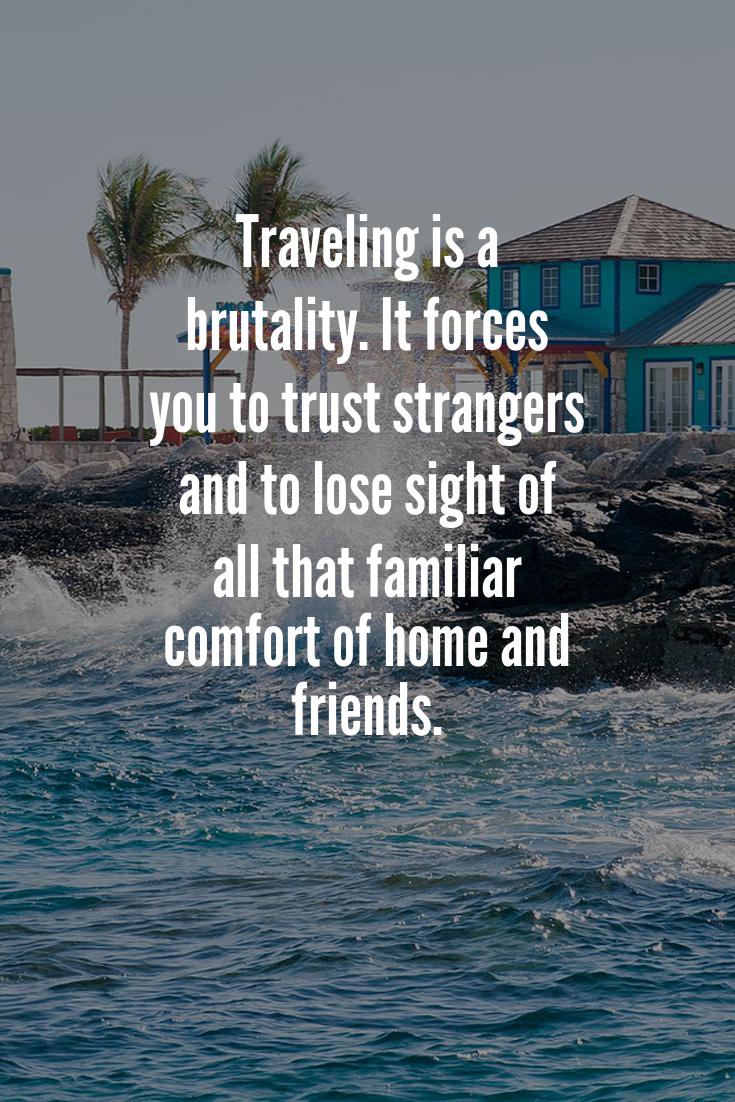 Traveling is a
brutality. It forces
you to trust strangers
and to lose sight of
all that familiar
comfort of home and
friends.